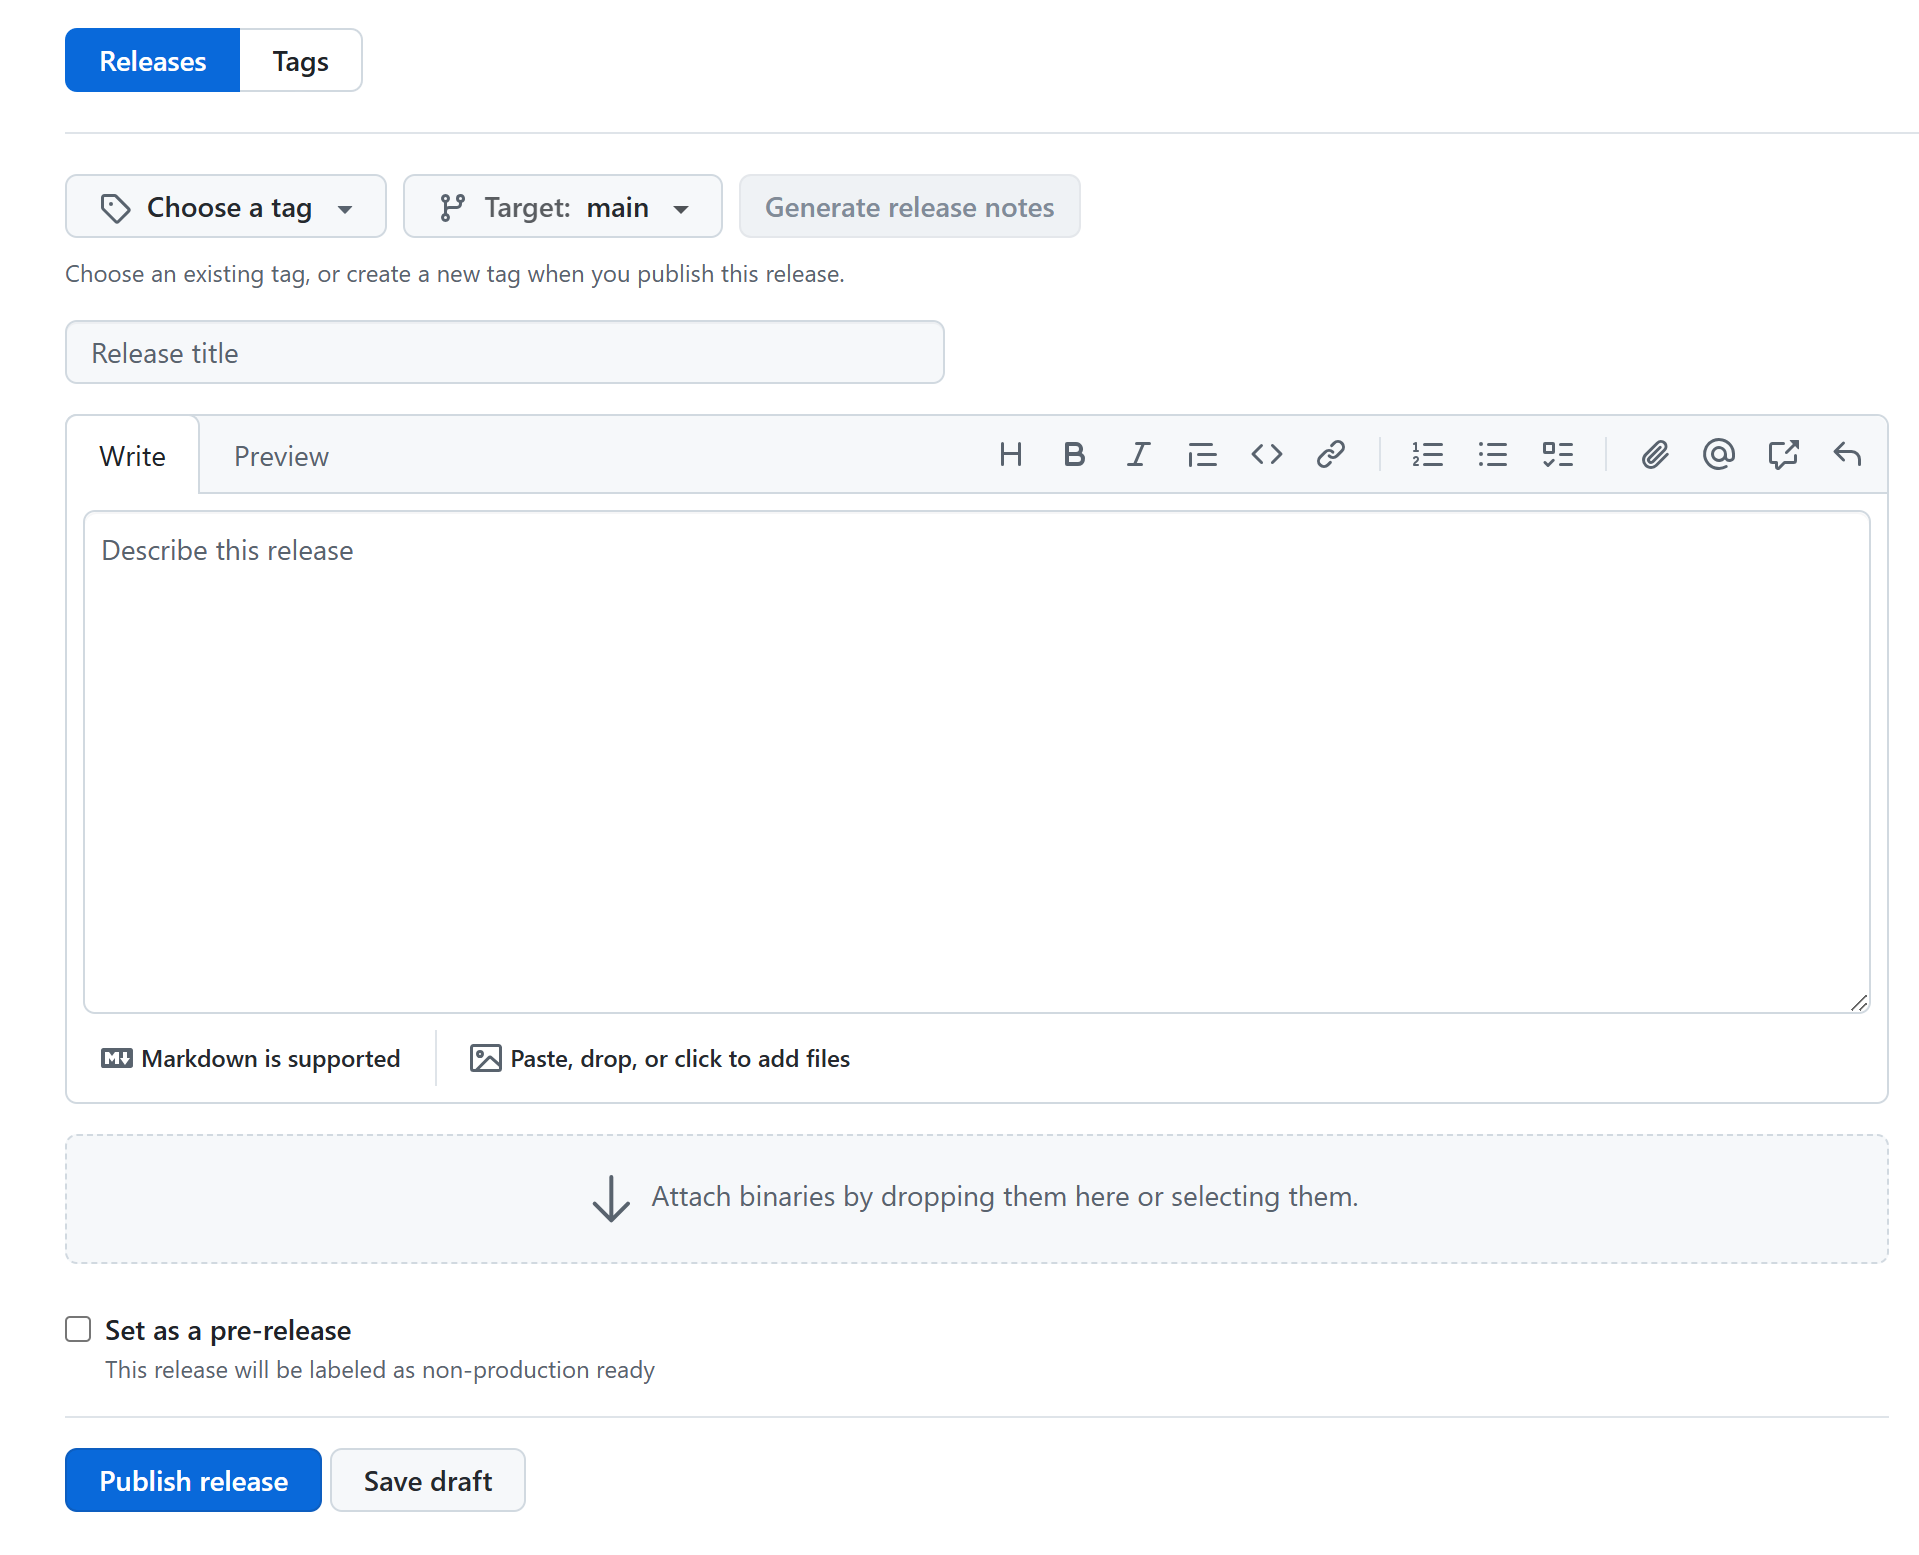 Releases Tags
Choose a tag Target: main Generate release notes
Choose an existing tag, or create a new tag when you publish this release.
Release title
Write Preview
Describe this release
Markdown is supported Paste, drop, or click to add files
Attach binaries by dropping them here or selecting them.
Set as a pre-release
This release will be labeled as non-production ready
Publish release Save draft